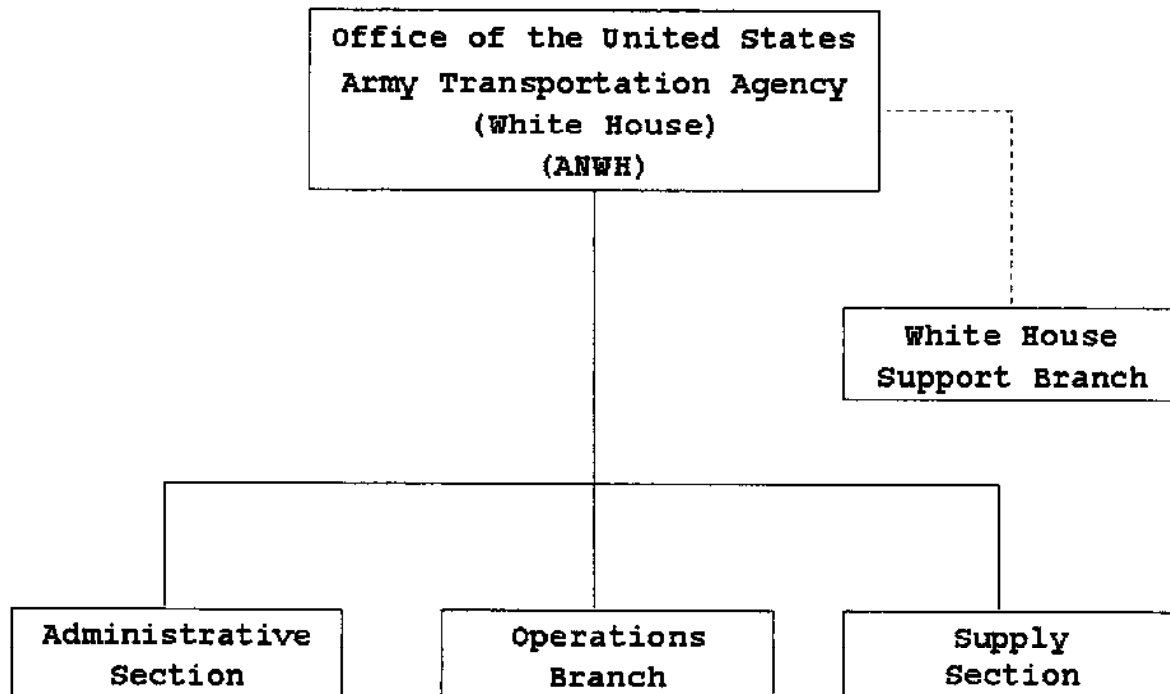 Office of the United States
Army Transportation Agency
(White House)
(ANWH)
White House
Support Branch
Administrative
Section
Operations
Branch
Supply
Section